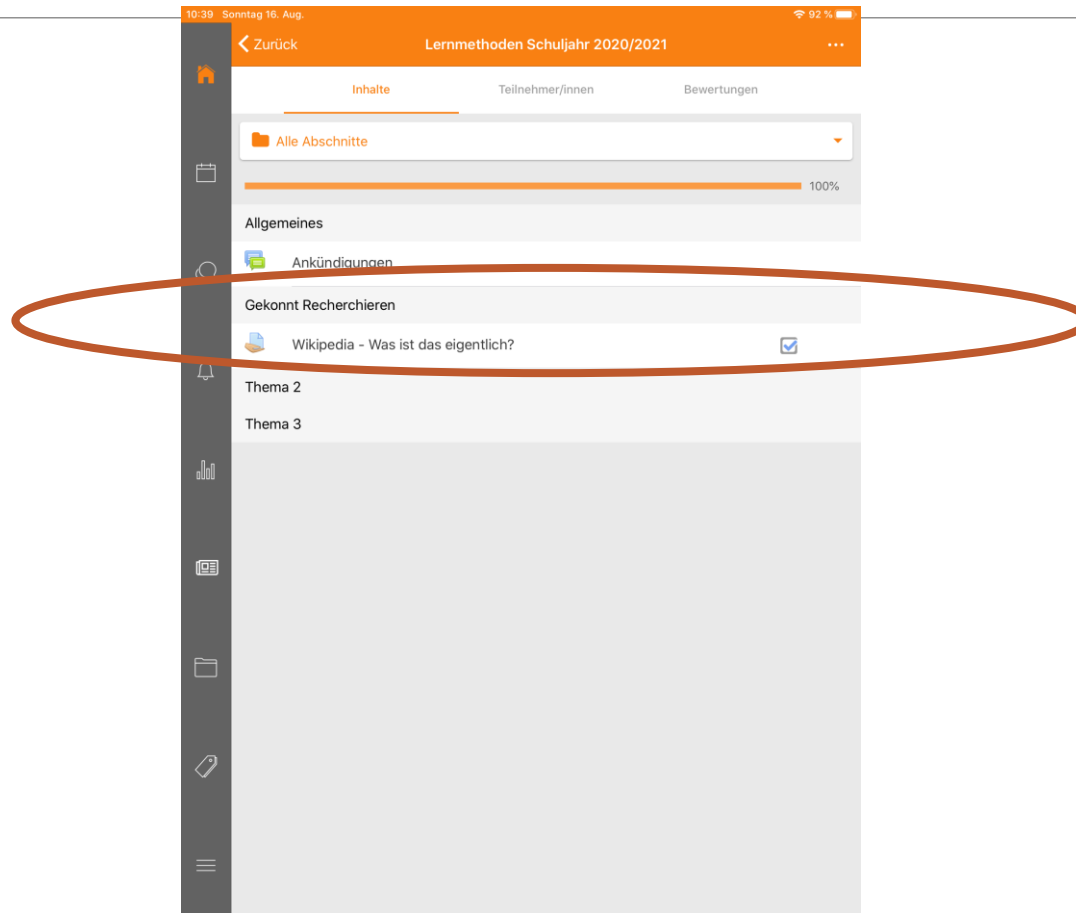 10:39 Sonntag 16. Aug. 92 %
Zurück Lernmethoden Schuljahr 2020/2021
Inhalte Teilnehmer/innen Bewertungen
Alle Abschnitte
100%
Allgemeines
Ankündigungen
Gekonnt Recherchieren
Wikipedia - Was ist das eigentlich?
Thema 2
Thema 3